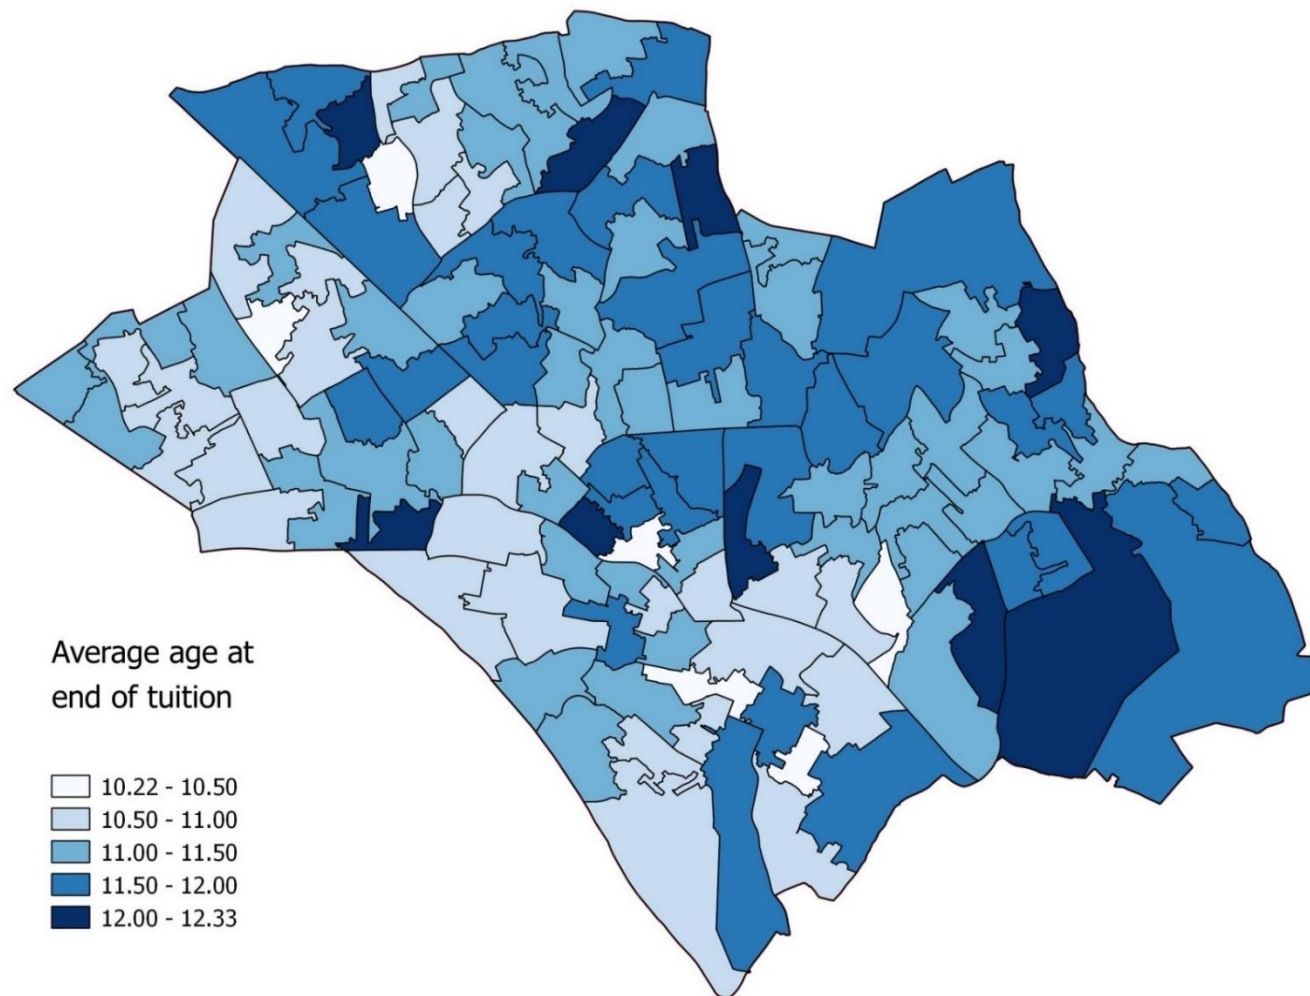 Average age at
end of tuition
10.22 - 10.50
10.50 - 11.00
11.00 - 11.50
11.50 - 12.00
12.00 - 12.33